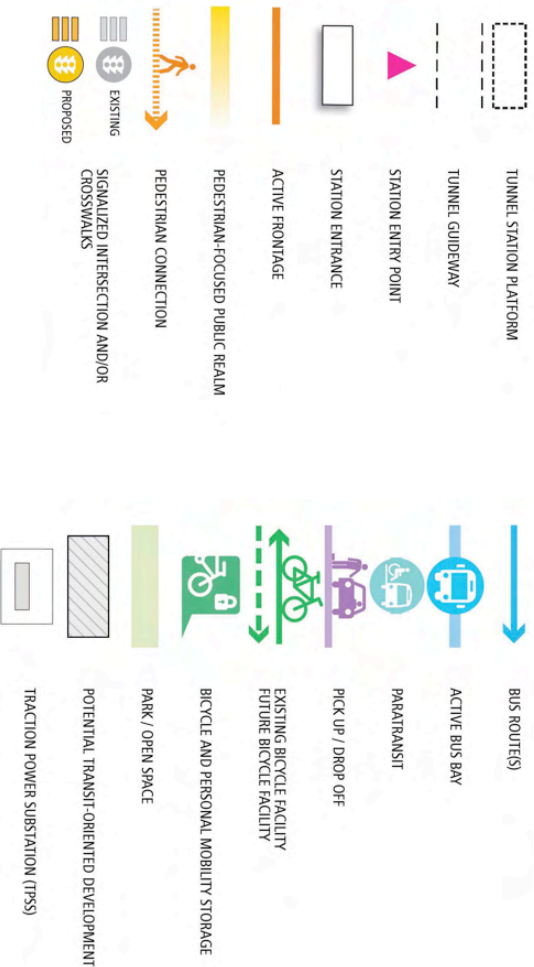 TUNNEL STATION PLATFORM
TUNNEL GUIDEWAY
STATION ENTRY POINT
STATION ENTRANCE
ACTIVE FRONTAGE
PEDESTRIAN-FOCUSED PUBLIC REALM
PEDESTRIAN CONNECTION
EXISTING
PROPOSED
SIGNALIZED INTERSECTION AND/OR
CROSSWALKS
BUS ROUTE(S)
ACTIVE BUS BAY
PARATRANSIT
PICK UP / DROP OFF
EXISTING BICYCLE FACILITY
FUTURE BICYCLE FACILITY
BICYCLE AND PERSONAL MOBILITY STORAGE
PARK / OPEN SPACE
POTENTIAL TRANSIT-ORIENTED DEVELOPMENT
TRACTION POWER SUBSTATION (TPSS)